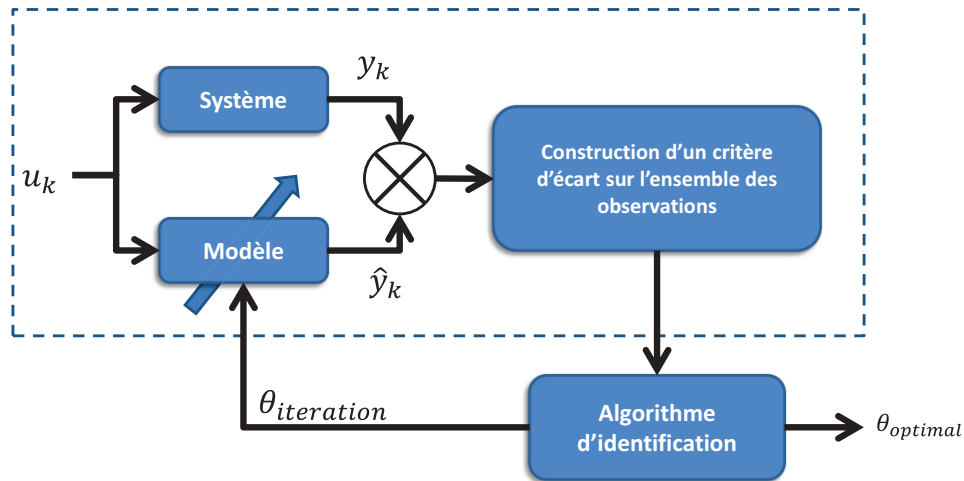 y_k
Système
Construction d'un critère
d'écart sur l'ensemble des
observations
u_k
Modèle
ŷ_k
θ_iteration
Algorithme
d'identification
θ_optimal